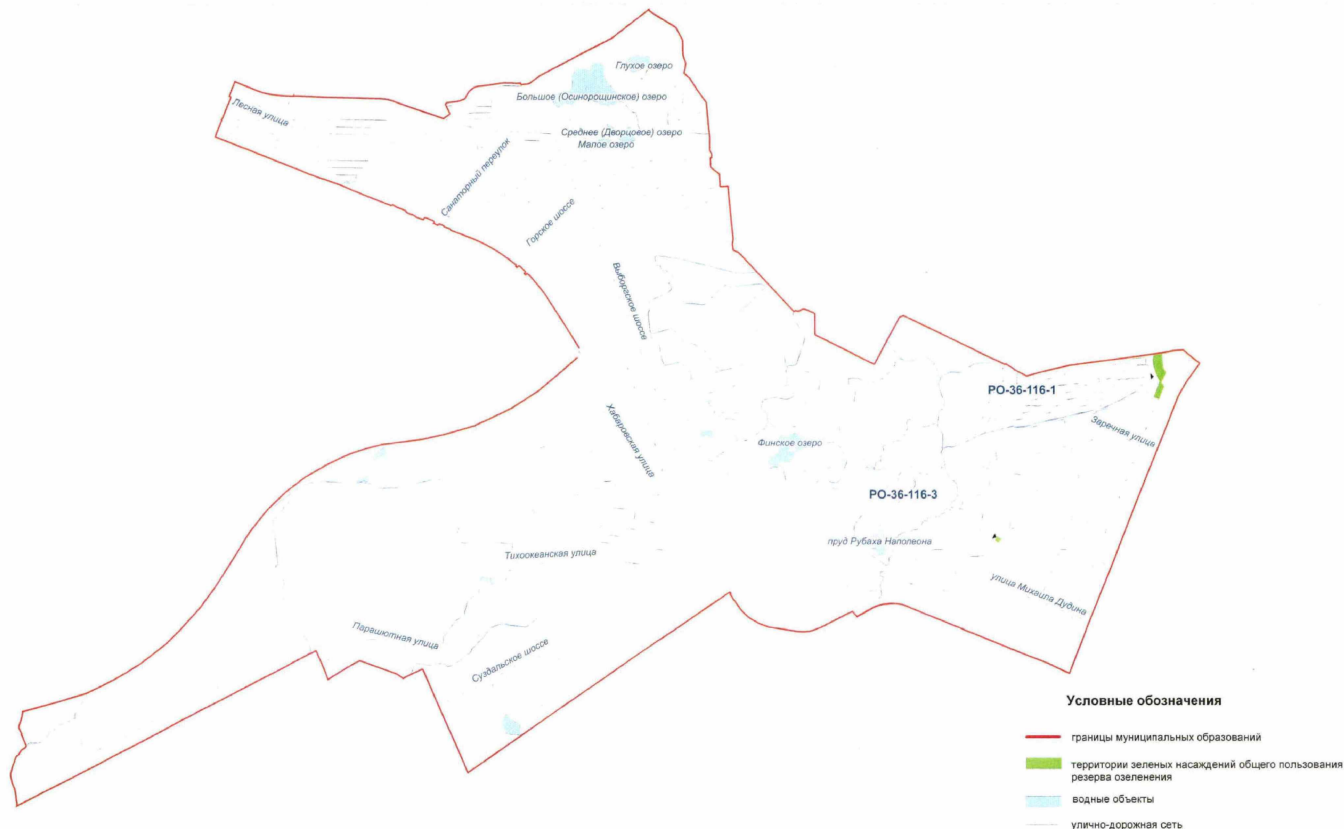 Глухое озеро
Большое (Осинорощинское) озеро
Лесная улица
Среднее (Дворцовое) озеро
Малое озеро
Санаторный переулок
Горское шоссе
Выборгское шоссе
РО-36-116-1
Хабаровская улица
Заречная улица
Финское озеро
РО-36-116-3
пруд Рубаха Наполеона
Тихоокеанская улица
улица Михаила Дудина
Парашютная улица
Суздальское шоссе
Условные обозначения
границы муниципальных образований
территории зеленых насаждений общего пользования
резерва озеленения
водные объекты
улично-дорожная сеть